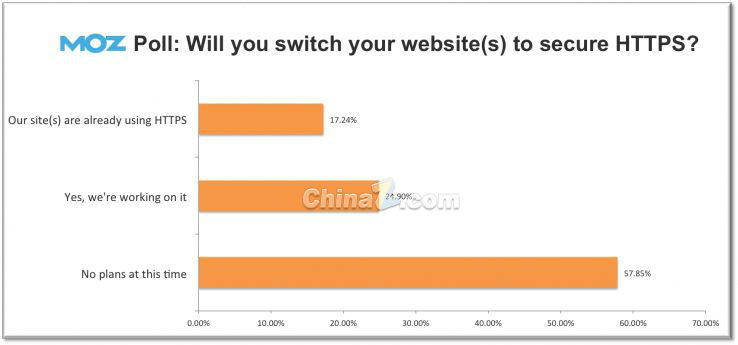 MOZ Poll: Will you switch your website(s) to secure HTTPS?
Our site(s) are already using HTTPS
17.24%
Yes, we're working on it
24.90%
ChinaZ.com
No plans at this time
57.85%
0.00% 10.00% 20.00% 30.00% 40.00% 50.00% 60.00% 70.00%